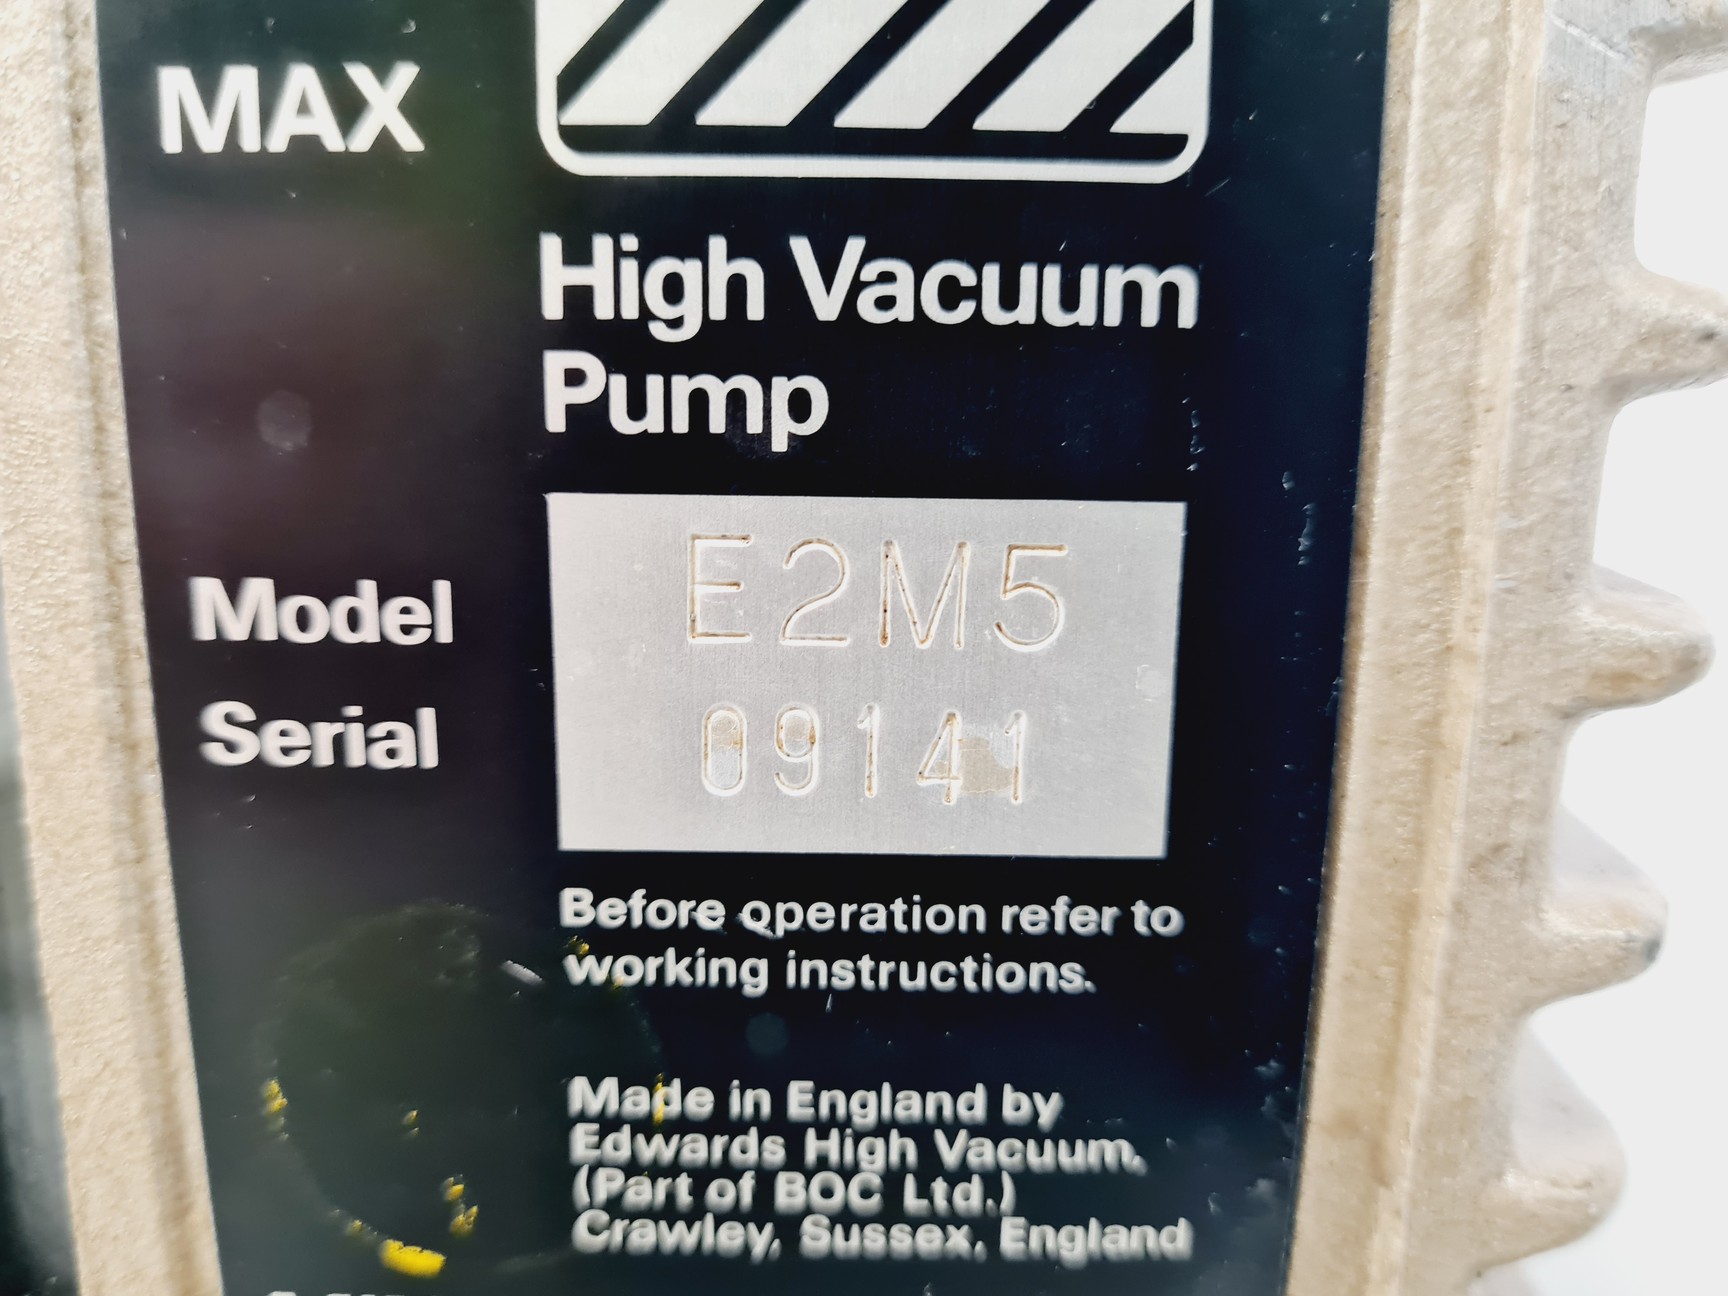 MAX
High Vacuum
Pump
Model E2M5
Serial 09141
Before operation refer to
working instructions.
Made in England by
Edwards High Vacuum,
(Part of BOC Ltd.)
Crawley, Sussex, England